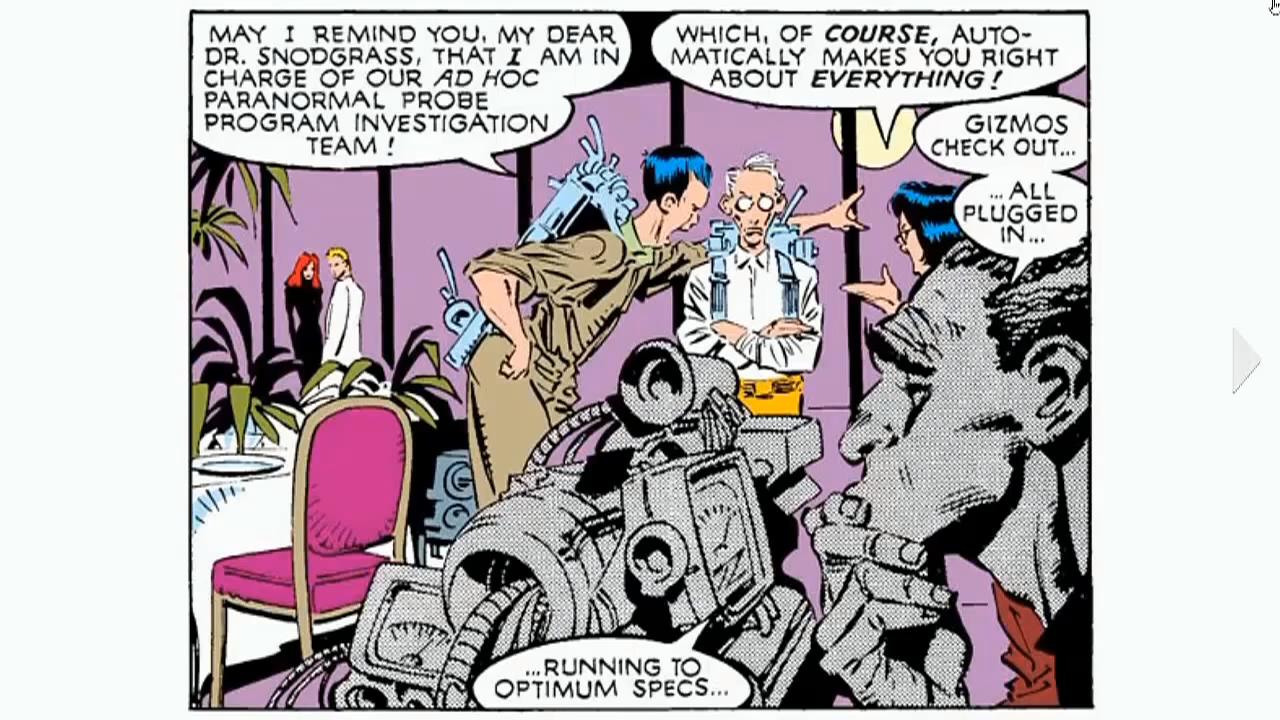 MAY I REMIND YOU, MY DEAR
DR. SNODGRASS, THAT I AM IN
CHARGE OF OUR AD HOC
PARANORMAL PROBE
PROGRAM INVESTIGATION
TEAM!
WHICH, OF COURSE, AUTO-
MATICALLY MAKES YOU RIGHT
ABOUT EVERYTHING!
GIZMOS
CHECK OUT...
...ALL
PLUGGED
IN...
...RUNNING TO
OPTIMUM SPECS...